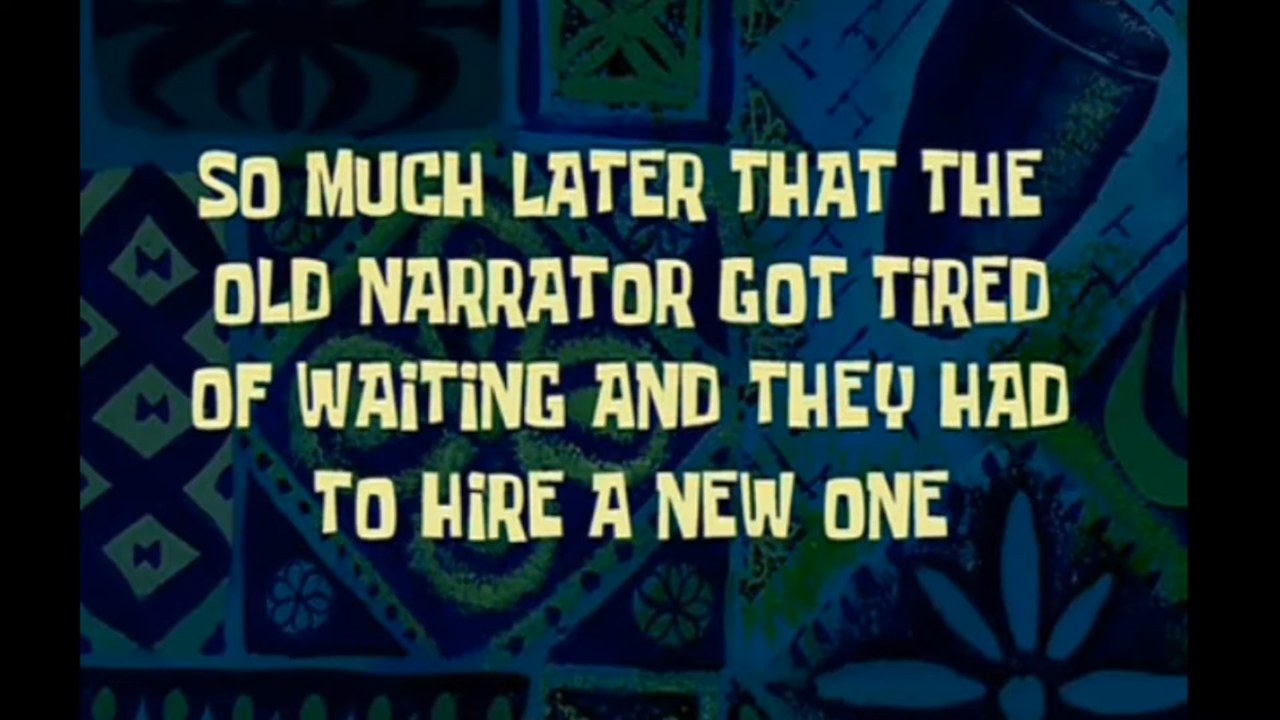 SO MUCH LATER THAT THE
OLD NARRATOR GOT TiRED
OF WAiTiNG AND THEY HAD
TO HiRE A NEW ONE